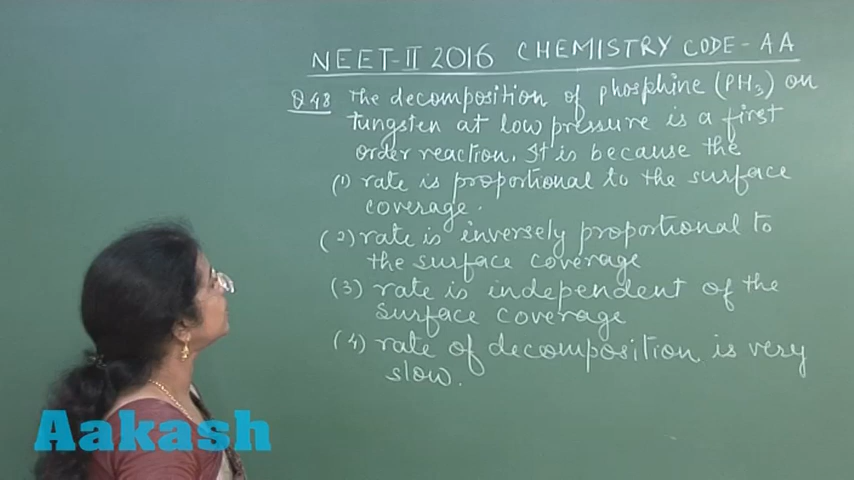 NEET-II 2016 CHEMISTRY CODE-AA
Q48 The decomposition of phosphine (PH₃) on
tungsten at low pressure is a first
order reaction. It is because the
(1) rate is proportional to the surface
coverage.
(2) rate is inversely proportional to
the surface coverage
(3) rate is independent of the
surface coverage
(4) rate of decomposition is very
slow.
Aakash